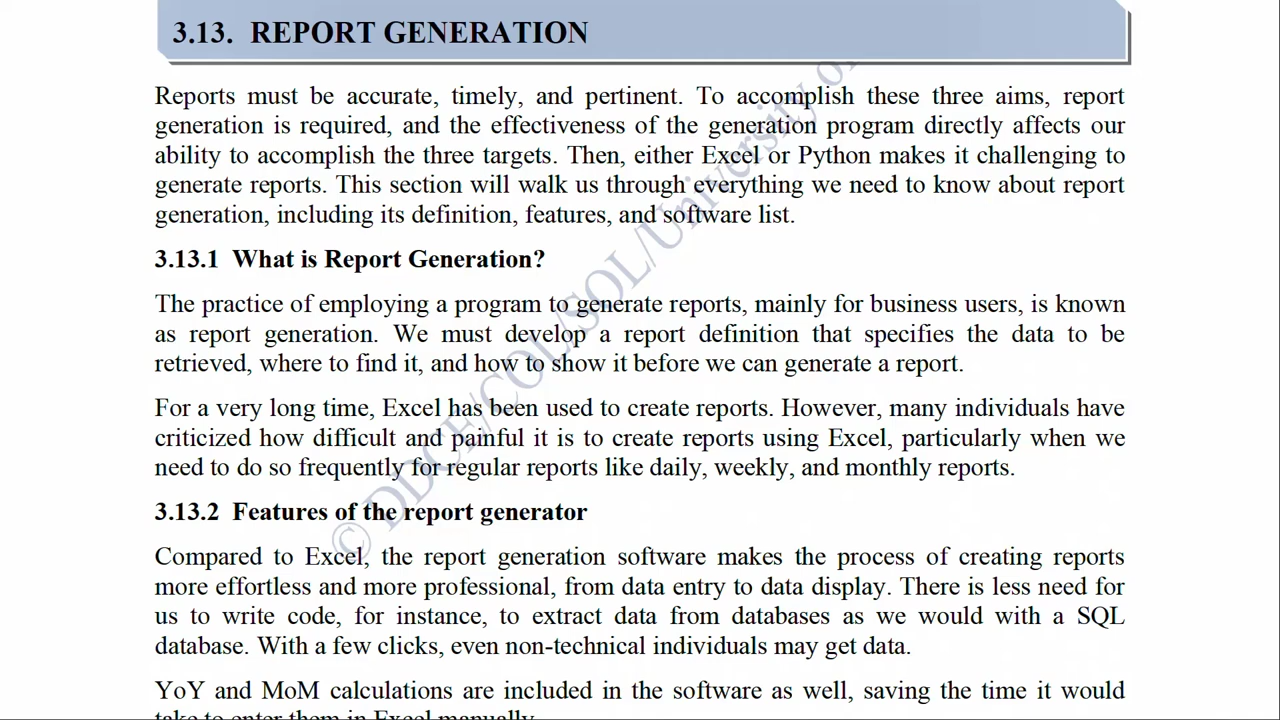 3.13. REPORT GENERATION
Reports must be accurate, timely, and pertinent. To accomplish these three aims, report
generation is required, and the effectiveness of the generation program directly affects our
ability to accomplish the three targets. Then, either Excel or Python makes it challenging to
generate reports. This section will walk us through everything we need to know about report
generation, including its definition, features, and software list.
3.13.1 What is Report Generation?
The practice of employing a program to generate reports, mainly for business users, is known
as report generation. We must develop a report definition that specifies the data to be
retrieved, where to find it, and how to show it before we can generate a report.
For a very long time, Excel has been used to create reports. However, many individuals have
criticized how difficult and painful it is to create reports using Excel, particularly when we
need to do so frequently for regular reports like daily, weekly, and monthly reports.
3.13.2 Features of the report generator
Compared to Excel, the report generation software makes the process of creating reports
more effortless and more professional, from data entry to data display. There is less need for
us to write code, for instance, to extract data from databases as we would with a SQL
database. With a few clicks, even non-technical individuals may get data.
YoY and MoM calculations are included in the software as well, saving the time it would
take to enter them in Excel manually.
© DDCE/COL/SOL/University of